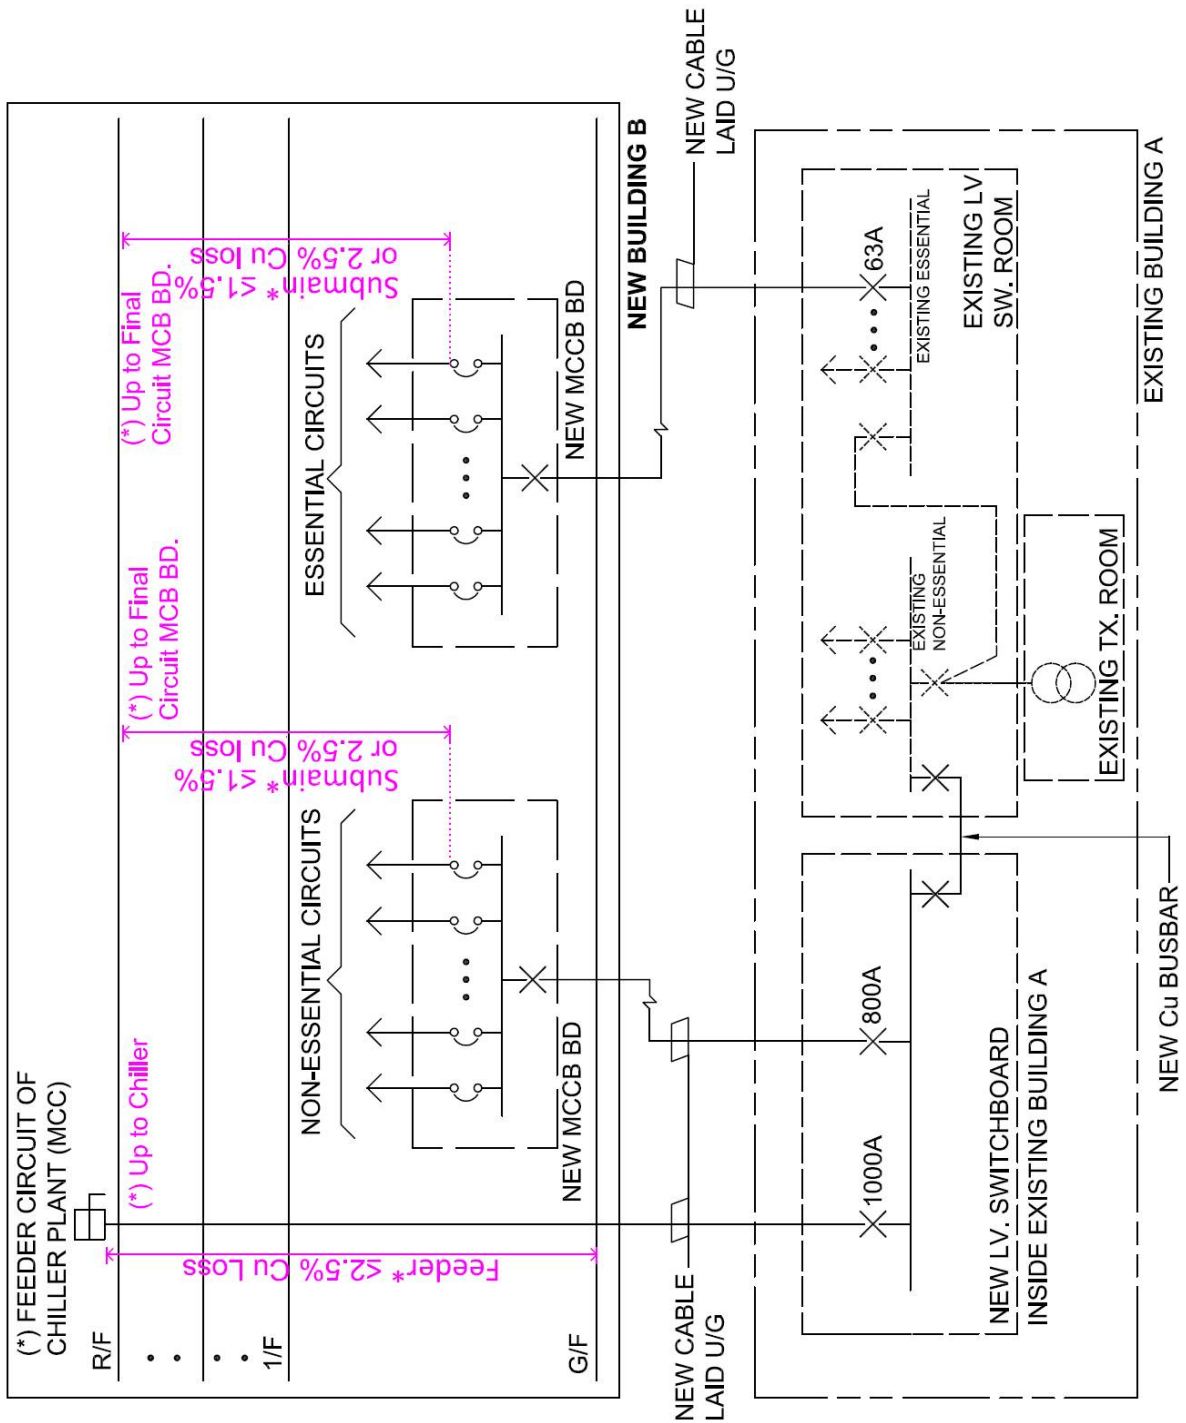 (*) FEEDER CIRCUIT OF
CHILLER PLANT (MCC)
R/F
1/F
G/F
Feeder* ≤2.5% Cu Loss
(*) Up to Chiller
NON-ESSENTIAL CIRCUITS
NEW MCCB BD
Submain* ≤1.5%
or 2.5% Cu loss
(*) Up to Final
Circuit MCB BD.
ESSENTIAL CIRCUITS
NEW MCCB BD
Submain* ≤1.5%
or 2.5% Cu loss
(*) Up to Final
Circuit MCB BD.
NEW BUILDING B
NEW CABLE
LAID U/G
NEW CABLE
LAID U/G
1000A
800A
NEW LV. SWITCHBOARD
INSIDE EXISTING BUILDING A
NEW Cu BUSBAR
EXISTING
NON-ESSENTIAL
EXISTING TX. ROOM
63A
EXISTING ESSENTIAL
EXISTING LV
SW. ROOM
EXISTING BUILDING A